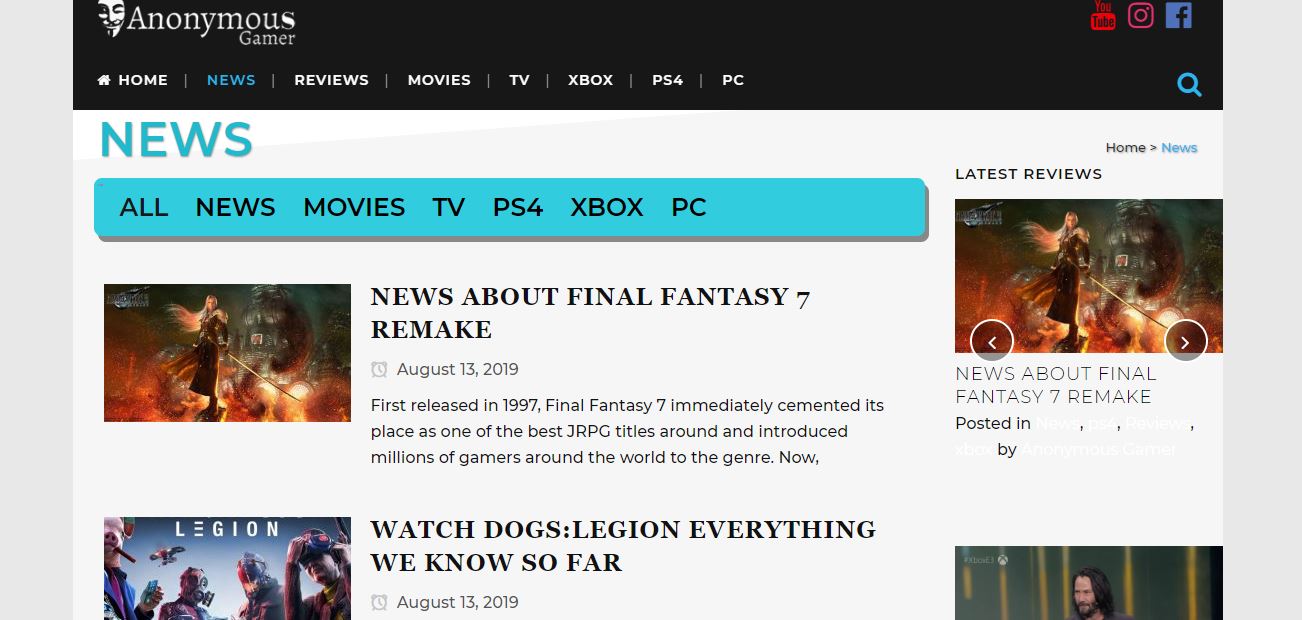 Anonymous
Gamer
You
Tube
HOME | NEWS | REVIEWS | MOVIES | TV | XBOX | PS4 | PC
NEWS
Home > News
ALL NEWS MOVIES TV PS4 XBOX PC
NEWS ABOUT FINAL FANTASY 7
REMAKE
August 13, 2019
First released in 1997, Final Fantasy 7 immediately cemented its
place as one of the best JRPG titles around and introduced
millions of gamers around the world to the genre. Now,
LEGION
WATCH DOGS:LEGION EVERYTHING
WE KNOW SO FAR
August 13, 2019
LATEST REVIEWS
NEWS ABOUT FINAL
FANTASY 7 REMAKE
Posted in News, ps4, Reviews,
xbox by Anonymous Gamer
#XboxE3